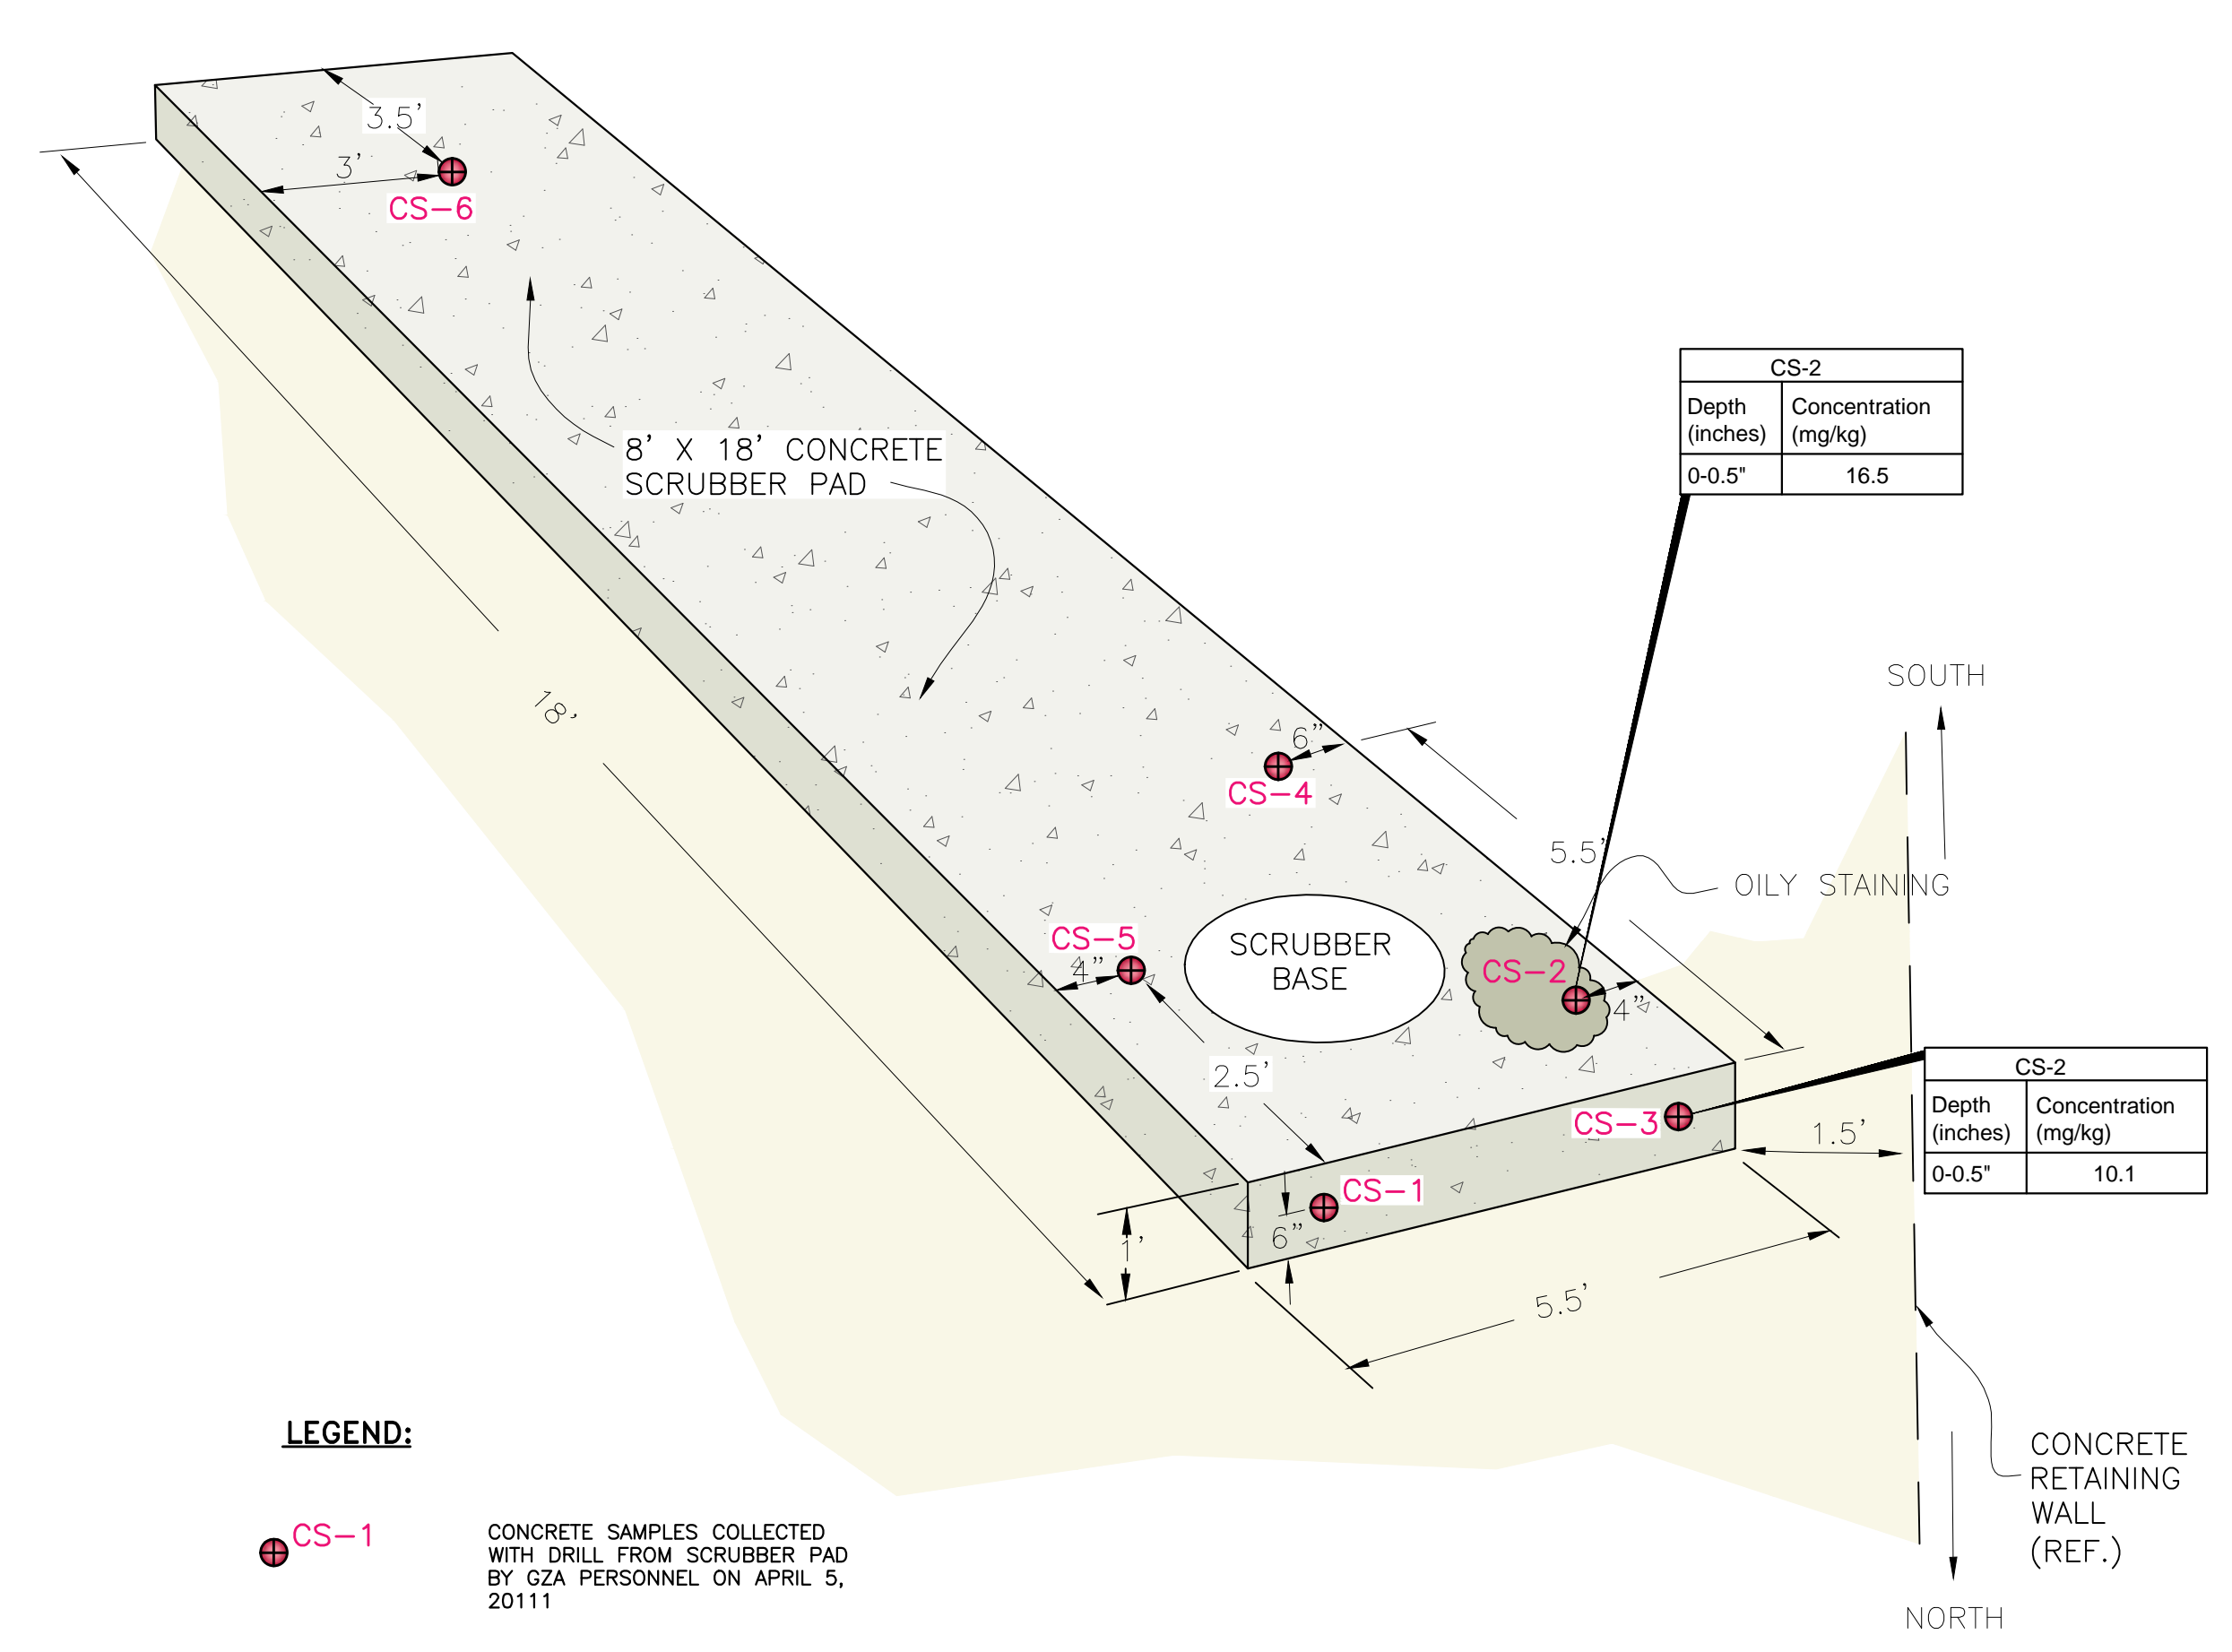 3.5'
3'
CS-6
8' X 18' CONCRETE
SCRUBBER PAD
CS-2
Depth
(inches)
Concentration
(mg/kg)
0-0.5"
16.5
SOUTH
18'
6"
CS-4
5.5'
OILY STAINING
CS-5
4"
SCRUBBER
BASE
CS-2
4"
2.5'
CS-3
CS-2
Depth
(inches)
Concentration
(mg/kg)
0-0.5"
10.1
1.5'
CS-1
6"
1'
5.5'
LEGEND:
CS-1
CONCRETE SAMPLES COLLECTED
WITH DRILL FROM SCRUBBER PAD
BY GZA PERSONNEL ON APRIL 5,
20111
CONCRETE
RETAINING
WALL
(REF.)
NORTH